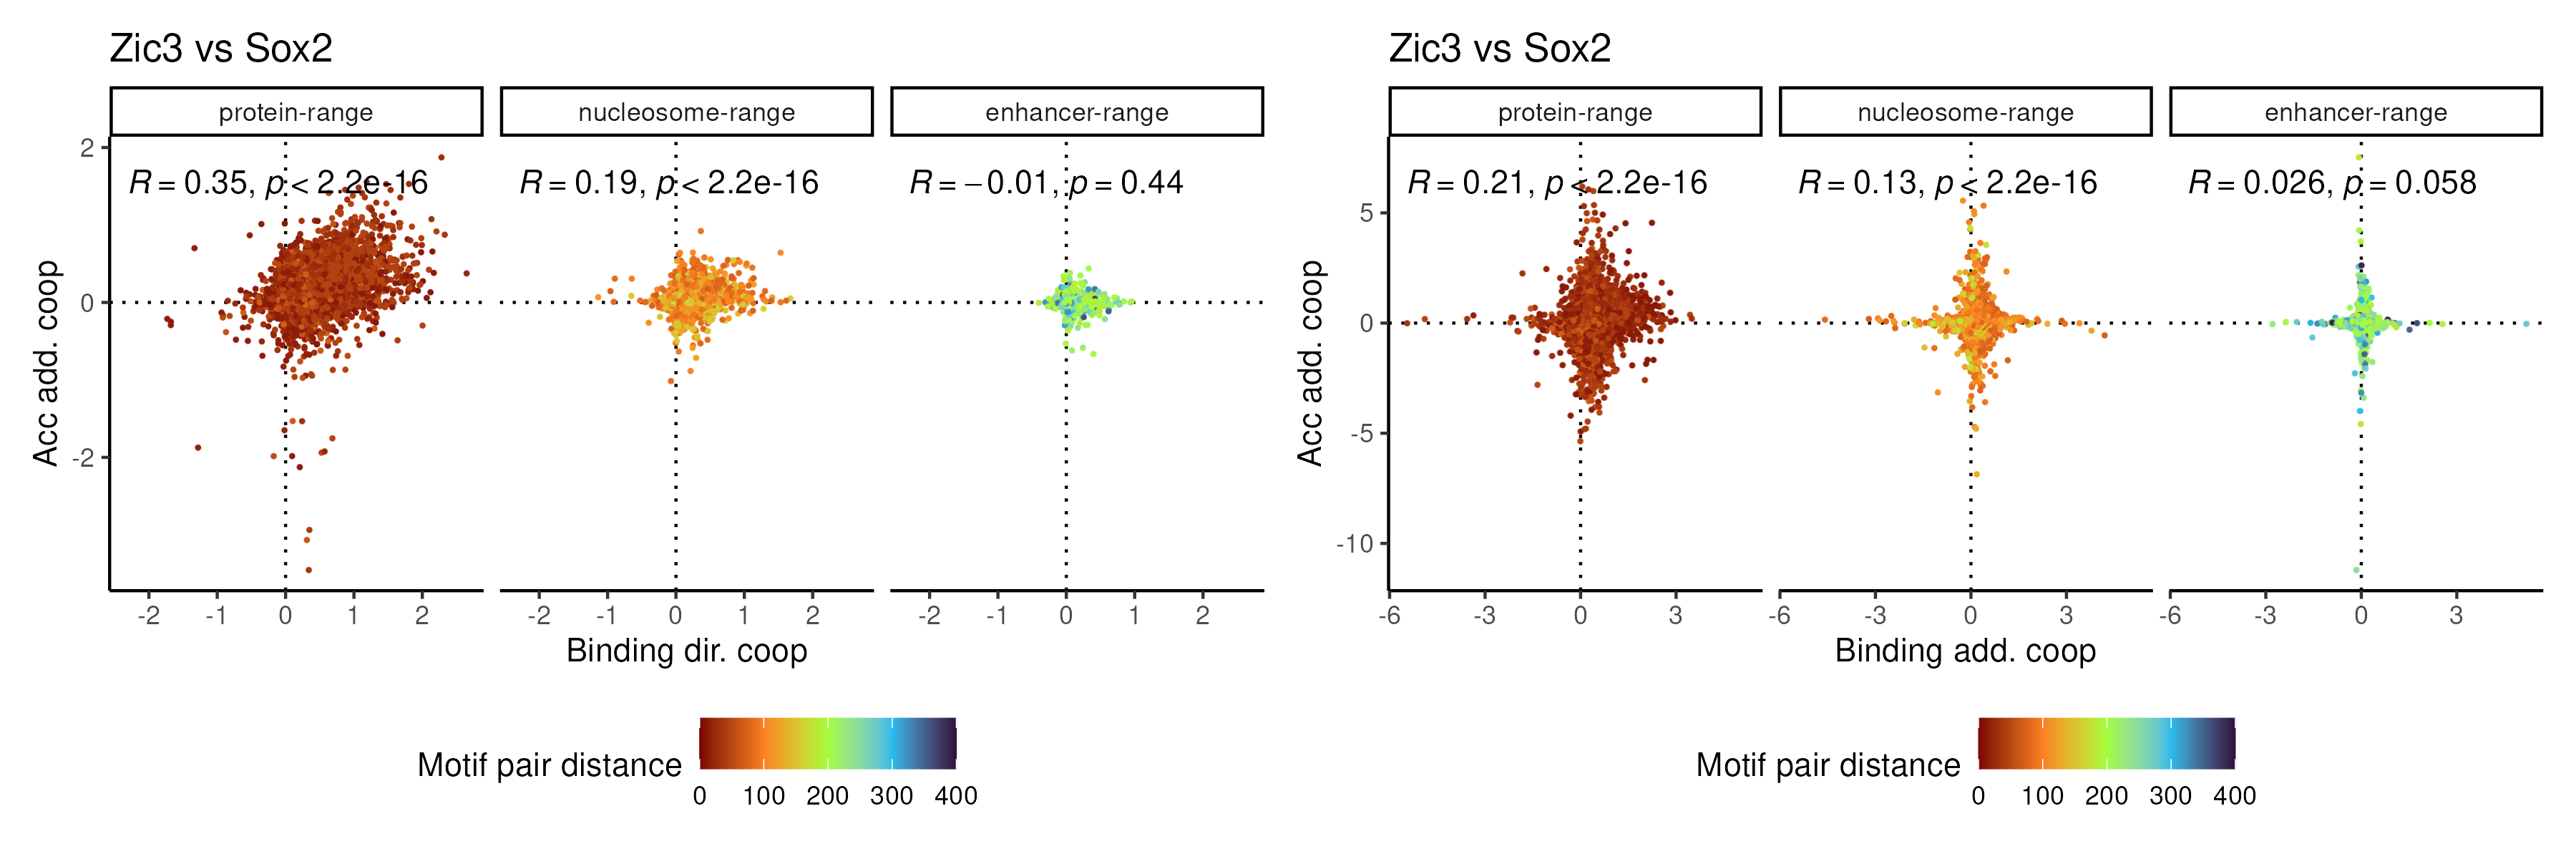 Zic3 vs Sox2
protein-range
nucleosome-range
enhancer-range
R = 0.35, p < 2.2e-16
R = 0.19, p < 2.2e-16
R = −0.01, p = 0.44
Acc add. coop
2
0
-2
-2 -1 0 1 2
-2 -1 0 1 2
-2 -1 0 1 2
Binding dir. coop
Motif pair distance
0 100 200 300 400
Zic3 vs Sox2
protein-range
nucleosome-range
enhancer-range
R = 0.21, p < 2.2e-16
R = 0.13, p < 2.2e-16
R = 0.026, p = 0.058
Acc add. coop
5
0
-5
-10
-6 -3 0 3
-6 -3 0 3
-6 -3 0 3
Binding add. coop
Motif pair distance
0 100 200 300 400